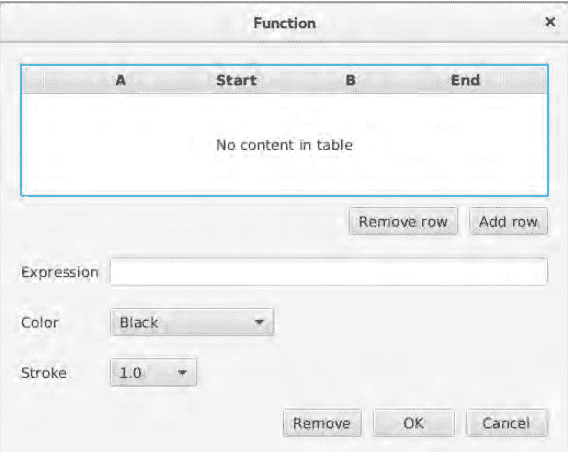 Function ×
A Start B End
No content in table
Remove row Add row
Expression
Color Black
Stroke 1.0
Remove OK Cancel